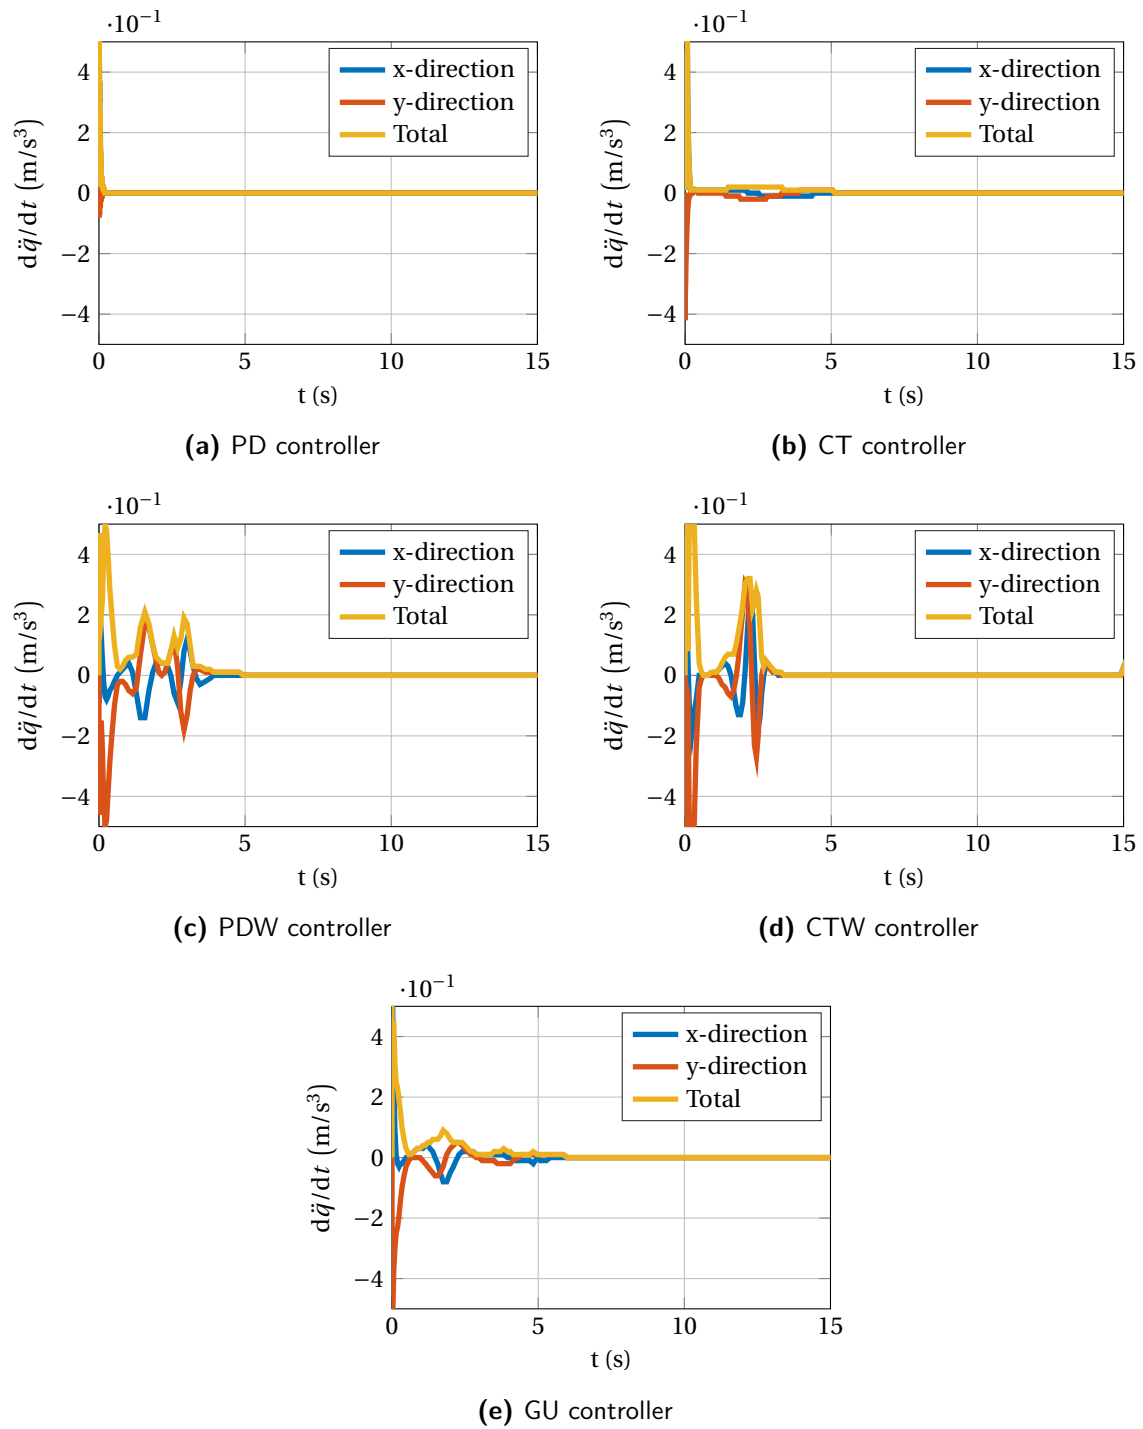 ·10⁻¹
4
2
0
−2
−4
dq̈/dt (m/s³)
x-direction
y-direction
Total
0 5 10 15
t (s)
(a) PD controller
·10⁻¹
4
2
0
−2
−4
dq̈/dt (m/s³)
x-direction
y-direction
Total
0 5 10 15
t (s)
(b) CT controller
·10⁻¹
4
2
0
−2
−4
dq̈/dt (m/s³)
x-direction
y-direction
Total
0 5 10 15
t (s)
(c) PDW controller
·10⁻¹
4
2
0
−2
−4
dq̈/dt (m/s³)
x-direction
y-direction
Total
0 5 10 15
t (s)
(d) CTW controller
·10⁻¹
4
2
0
−2
−4
dq̈/dt (m/s³)
x-direction
y-direction
Total
0 5 10 15
t (s)
(e) GU controller